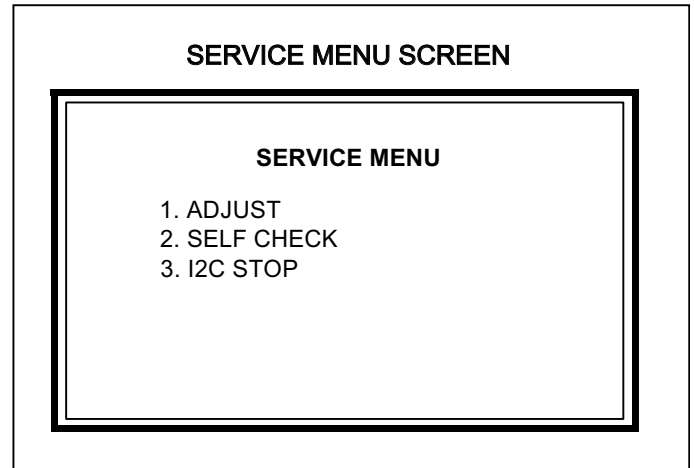 SERVICE MENU SCREEN
SERVICE MENU
1. ADJUST
2. SELF CHECK
3. I2C STOP